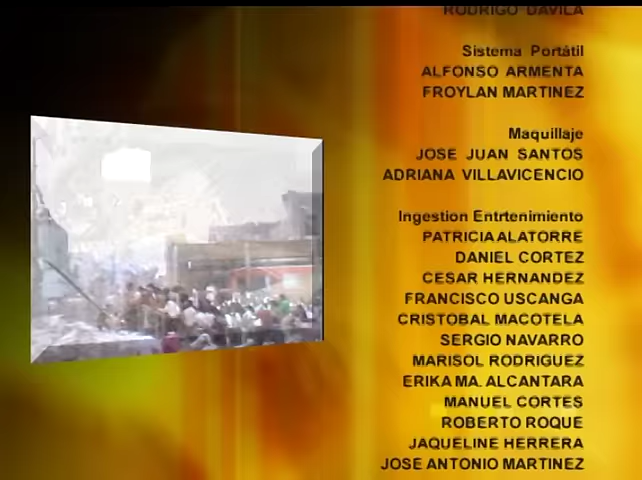 RODRIGO DAVILA
Sistema Portátil
ALFONSO ARMENTA
FROYLAN MARTINEZ
Maquillaje
JOSE JUAN SANTOS
ADRIANA VILLAVICENCIO
Ingestion Entrtenimiento
PATRICIA ALATORRE
DANIEL CORTEZ
CESAR HERNANDEZ
FRANCISCO USCANGA
CRISTOBAL MACOTELA
SERGIO NAVARRO
MARISOL RODRIGUEZ
ERIKA MA. ALCANTARA
MANUEL CORTES
ROBERTO ROQUE
JAQUELINE HERRERA
JOSE ANTONIO MARTINEZ